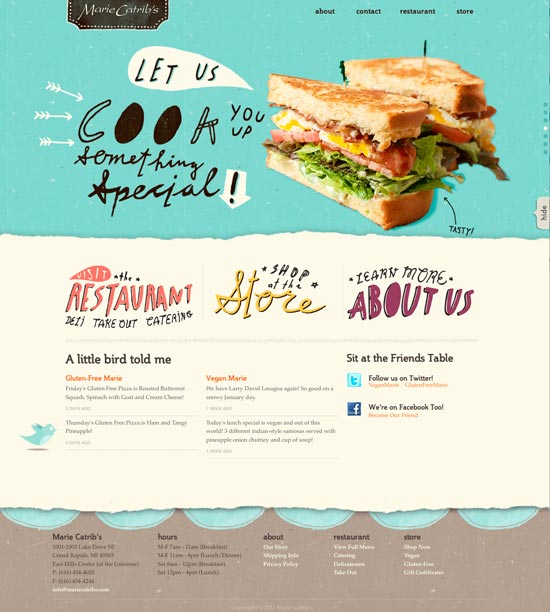 Marie Catrib's
about contact restaurant store
LET US
COOK YOU UP
something
special!
TASTY!
hide
VISIT the
RESTAURANT
DELI TAKE OUT CATERING
SHOP at the
Store
LEARN MORE
ABOUT US
A little bird told me
Gluten-Free Marie
Friday's Gluten Free Pizza is Roasted Butternut
Squash, Spinach with Goat and Cream Cheese!
5 DAYS AGO
Thursday's Gluten Free Pizza is Ham and Tangy
Pineapple!
6 DAYS AGO
Vegan Marie
We have Larry David Lasagna again! So good on a
snowy January day.
1 WEEK AGO
Today's lunch special is vegan and out of this
world! 3 different indian-style samosas served with
pineapple onion chutney and cup of soup!
1 WEEK AGO
Sit at the Friends Table
Follow us on Twitter!
VeganMarie | GlutenFreeMarie
We're on Facebook Too!
Become Our Friend
Marie Catrib's
1001-1003 Lake Drive SE
Grand Rapids, MI 49503
East Hills Center (of the Universe)
P: (616) 454-4020
F: (616) 454-4244
info@mariecatribs.com
hours
M-F 7am - 11am (Breakfast)
M-F 11am - 8pm (Lunch/Dinner)
Sat 8am - 12pm (Breakfast)
Sat 12pm - 6pm (Lunch)
about
Our Story
Shipping Info
Privacy Policy
restaurant
View Full Menu
Catering
Delicatessen
Take Out
store
Shop Now
Vegan
Gluten-Free
Gift Certificates
Copyright © 2011 Marie Catrib's